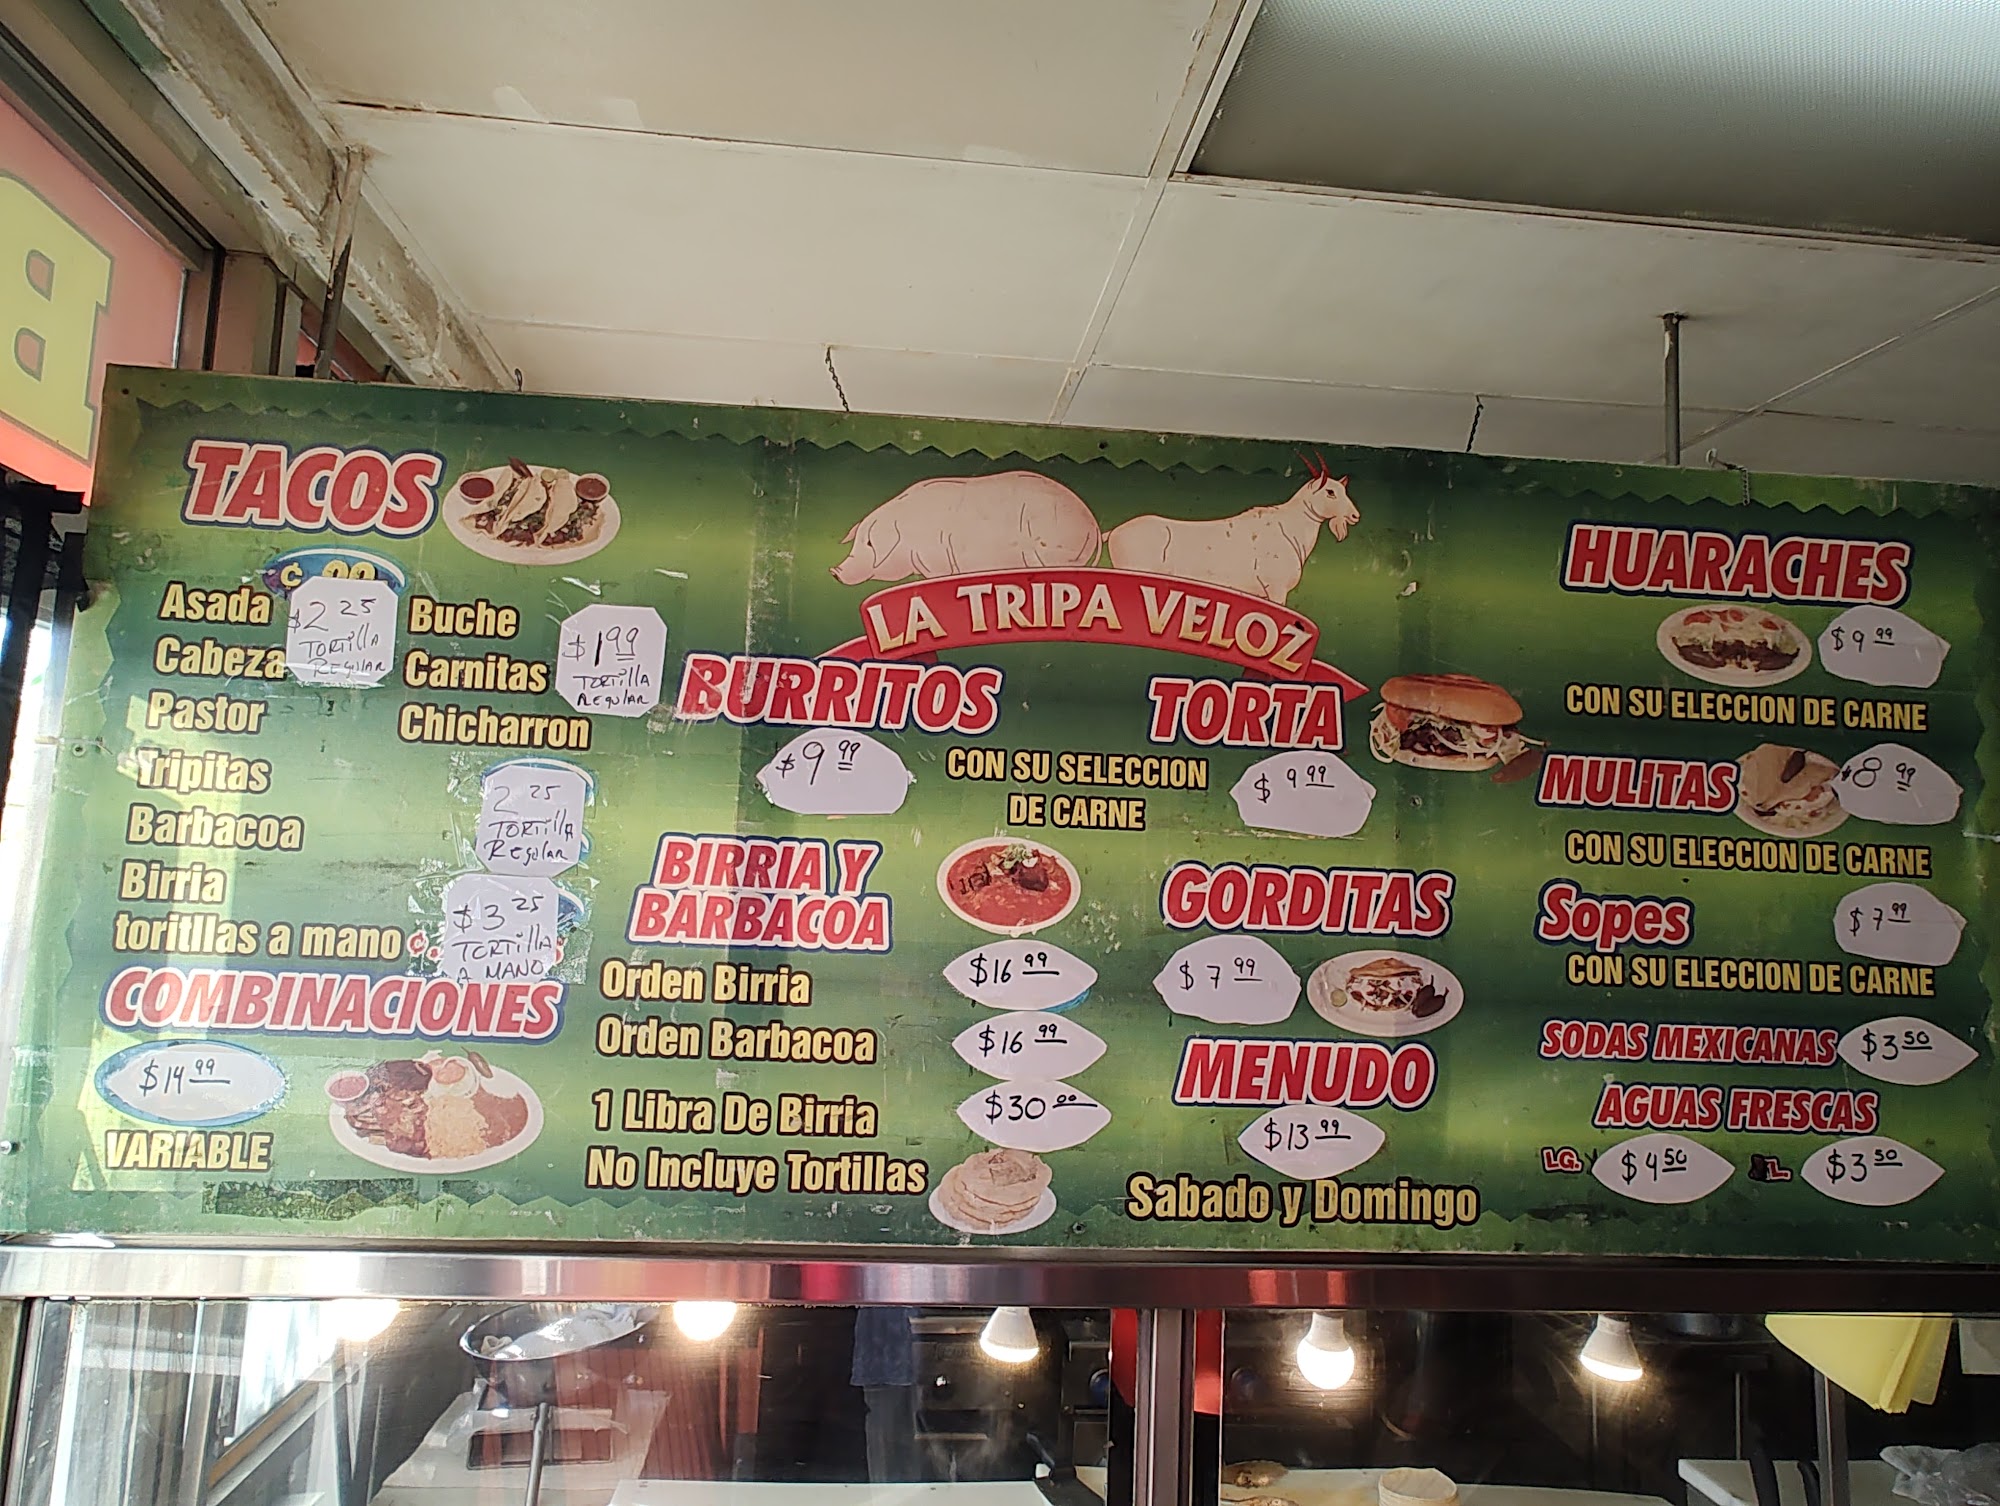 B
TACOS
¢ .99
Asada
Cabeza
Pastor
Tripitas
Barbacoa
Birria
toritllas a mano
$2 25
TORTILLA
REGULAR
Buche
Carnitas
Chicharron
$1 99
TORTILLA
REGULAR
2 25
TORTILLA
Regular
$3 25
TORTILLA
A MANO
COMBINACIONES
$14 99
VARIABLE
LA TRIPA VELOZ
BURRITOS
$9 99
CON SU SELECCION
DE CARNE
TORTA
$9 99
BIRRIA Y
BARBACOA
Orden Birria $16 99
Orden Barbacoa $16 99
1 Libra De Birria $30 00
No Incluye Tortillas
GORDITAS
$7 99
MENUDO
$13 99
Sabado y Domingo
HUARACHES
$9 99
CON SU ELECCION DE CARNE
MULITAS $8 99
CON SU ELECCION DE CARNE
Sopes $7 99
CON SU ELECCION DE CARNE
SODAS MEXICANAS $3 50
AGUAS FRESCAS
LG. $4 50 $3 50